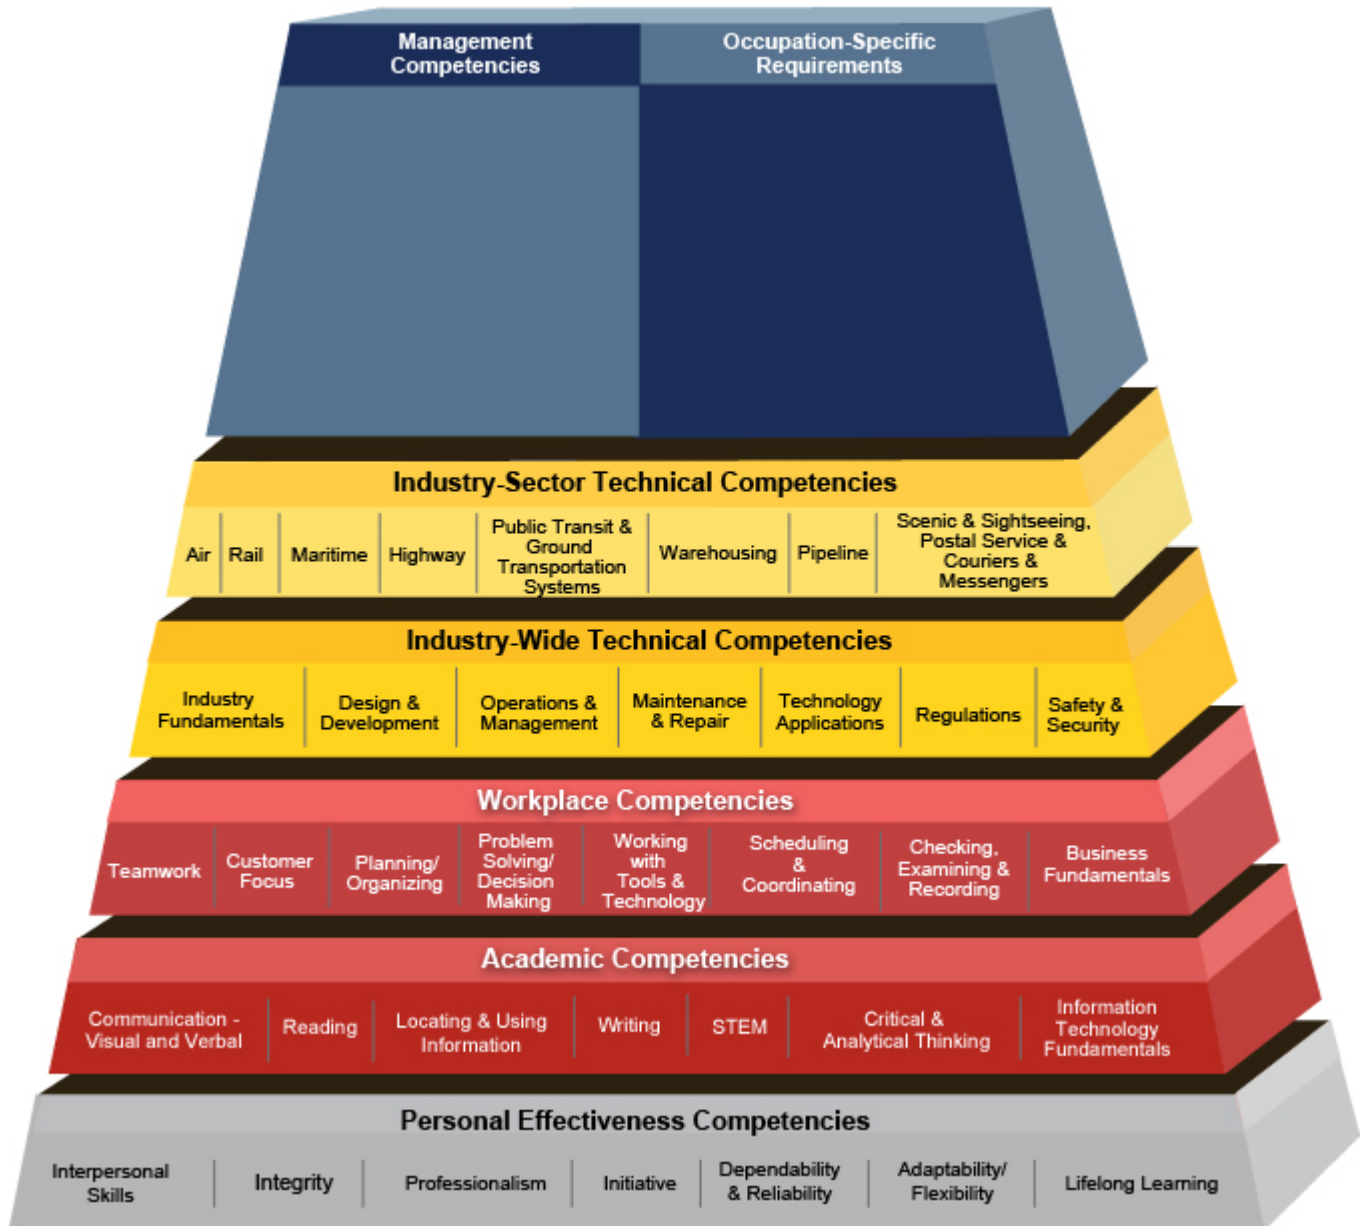 Management
Competencies
Occupation-Specific
Requirements
Industry-Sector Technical Competencies
Air
Rail
Maritime
Highway
Public Transit &
Ground
Transportation
Systems
Warehousing
Pipeline
Scenic & Sightseeing,
Postal Service &
Couriers &
Messengers
Industry-Wide Technical Competencies
Industry
Fundamentals
Design &
Development
Operations &
Management
Maintenance
& Repair
Technology
Applications
Regulations
Safety &
Security
Workplace Competencies
Teamwork
Customer
Focus
Planning/
Organizing
Problem
Solving/
Decision
Making
Working
with
Tools &
Technology
Scheduling
&
Coordinating
Checking,
Examining &
Recording
Business
Fundamentals
Academic Competencies
Communication -
Visual and Verbal
Reading
Locating & Using
Information
Writing
STEM
Critical &
Analytical Thinking
Information
Technology
Fundamentals
Personal Effectiveness Competencies
Interpersonal
Skills
Integrity
Professionalism
Initiative
Dependability
& Reliability
Adaptability/
Flexibility
Lifelong Learning